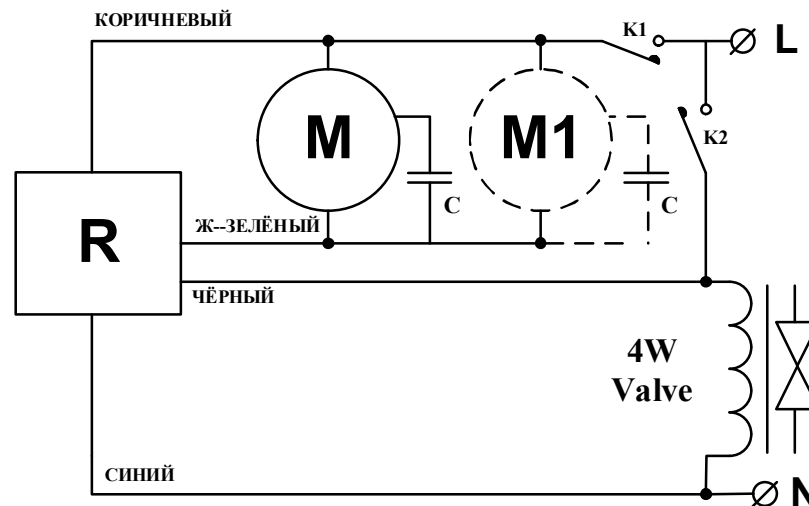 КОРИЧНЕВЫЙ
K1
L
M
M1
K2
C
C
R
Ж--ЗЕЛЁНЫЙ
ЧЁРНЫЙ
4W
Valve
СИНИЙ
N